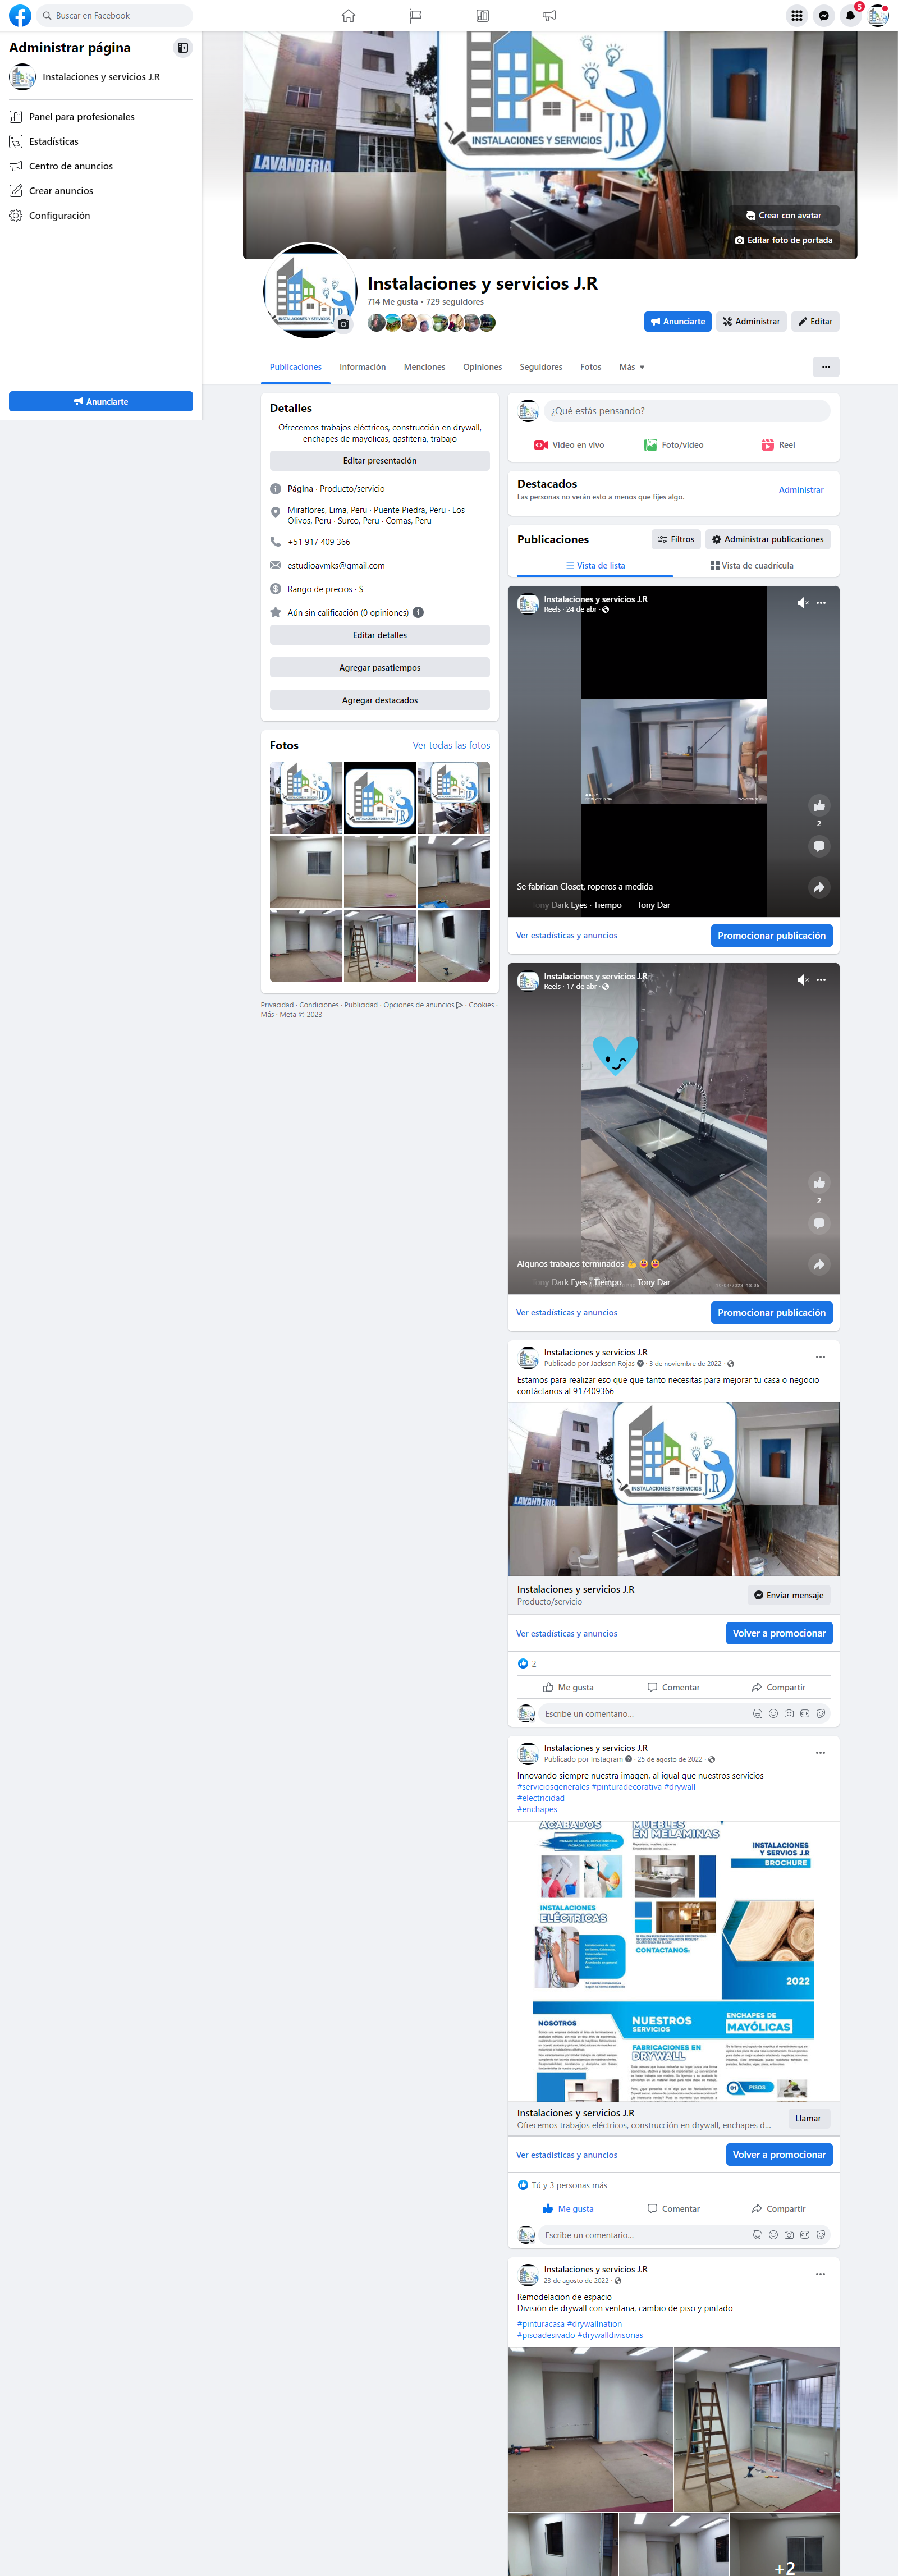 Buscar en Facebook
5
Administrar página
Instalaciones y servicios J.R
Panel para profesionales
Estadísticas
Centro de anuncios
Crear anuncios
Configuración
Anunciarte
LAVANDERIA
INSTALACIONES Y SERVICIOS J.R
Crear con avatar
Editar foto de portada
INSTALACIONES Y SERVICIOS
Instalaciones y servicios J.R
714 Me gusta • 729 seguidores
Anunciarte
Administrar
Editar
Publicaciones
Información
Menciones
Opiniones
Seguidores
Fotos
Más
Detalles
Ofrecemos trabajos eléctricos, construcción en drywall,
enchapes de mayolicas, gasfiteria, trabajo
Editar presentación
Página · Producto/servicio
Miraflores, Lima, Peru · Puente Piedra, Peru · Los
Olivos, Peru · Surco, Peru · Comas, Peru
+51 917 409 366
estudioavmks@gmail.com
Rango de precios · $
Aún sin calificación (0 opiniones)
Editar detalles
Agregar pasatiempos
Agregar destacados
Fotos
Ver todas las fotos
Privacidad · Condiciones · Publicidad · Opciones de anuncios · Cookies ·
Más · Meta © 2023
¿Qué estás pensando?
Video en vivo
Foto/video
Reel
Destacados
Las personas no verán esto a menos que fijes algo.
Administrar
Publicaciones
Filtros
Administrar publicaciones
Vista de lista
Vista de cuadrícula
Instalaciones y servicios J.R
Reels · 24 de abr ·
2
Se fabrican Closet, roperos a medida
ony Dark Eyes · Tiempo Tony Dar
Ver estadísticas y anuncios
Promocionar publicación
Instalaciones y servicios J.R
Reels · 17 de abr ·
2
Algunos trabajos terminados 💪
ony Dark Eyes · Tiempo Tony Dar
Ver estadísticas y anuncios
Promocionar publicación
Instalaciones y servicios J.R
Publicado por Jackson Rojas · 3 de noviembre de 2022 ·
Estamos para realizar eso que que tanto necesitas para mejorar tu casa o negocio
contáctanos al 917409366
LAVANDERIA
INSTALACIONES Y SERVICIOS J.R
Instalaciones y servicios J.R
Producto/servicio
Enviar mensaje
Ver estadísticas y anuncios
Volver a promocionar
2
Me gusta
Comentar
Compartir
Escribe un comentario...
Instalaciones y servicios J.R
Publicado por Instagram · 25 de agosto de 2022 ·
Innovando siempre nuestra imagen, al igual que nuestros servicios
#serviciosgenerales #pinturadecorativa #drywall
#electricidad
#enchapes
ACABADOS
MUEBLES
EN MELAMINAS
INSTALACIONES
Y SERVIOS J.R
BROCHURE
INSTALACIONES
ELÉCTRICAS
CONTACTANOS:
2022
NOSOTROS
NUESTROS
SERVICIOS
ENCHAPES DE
MAYÓLICAS
FABRICACIONES EN
DRYWALL
01 PISOS
Instalaciones y servicios J.R
Ofrecemos trabajos eléctricos, construcción en drywall, enchapes d...
Llamar
Ver estadísticas y anuncios
Volver a promocionar
Tú y 3 personas más
Me gusta
Comentar
Compartir
Escribe un comentario...
Instalaciones y servicios J.R
23 de agosto de 2022 ·
Remodelacion de espacio
División de drywall con ventana, cambio de piso y pintado
#pinturacasa #drywallnation
#pisoadesivado #drywalldivisorias
+2